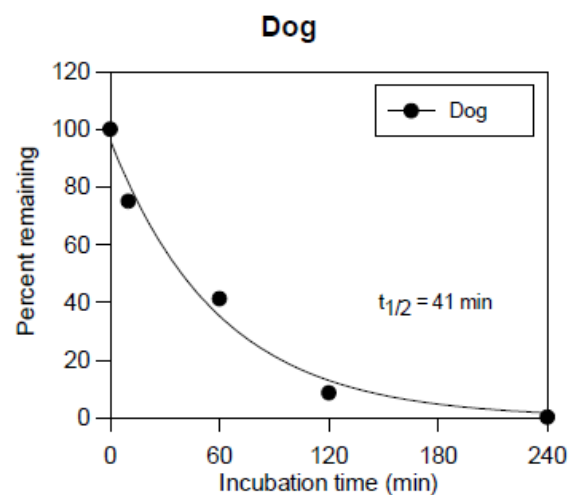 Dog
120
100
80
60
40
20
0
Percent remaining
Dog
t1/2 = 41 min
0 60 120 180 240
Incubation time (min)